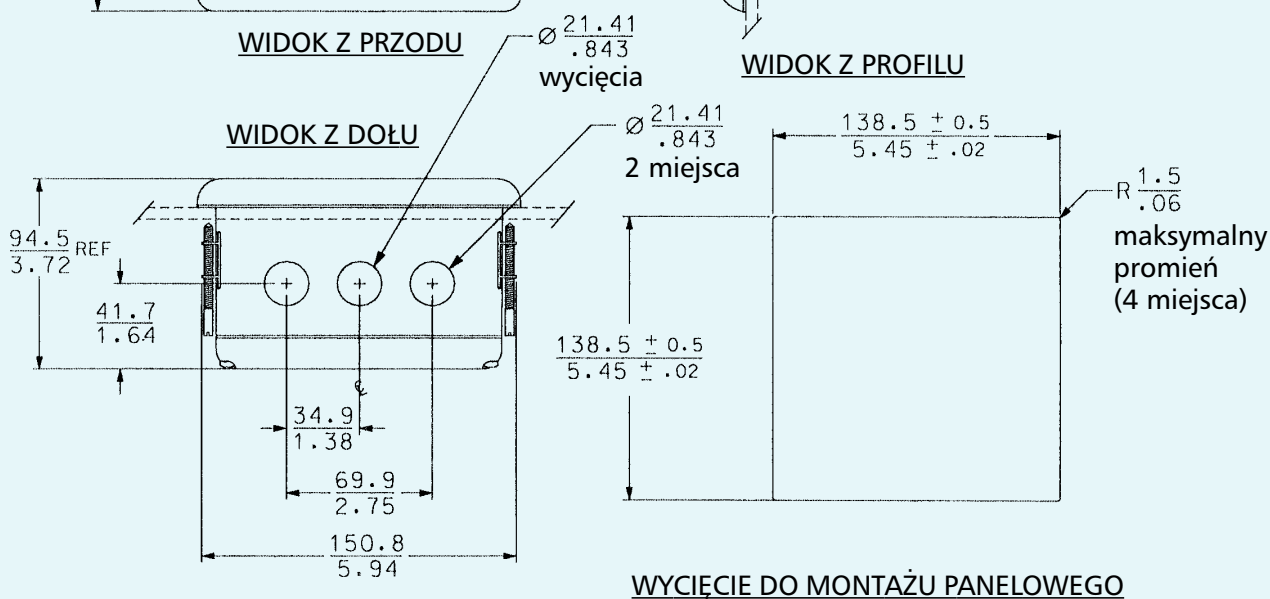 WIDOK Z PRZODU
Ø 21.41
.843
wycięcia
WIDOK Z PROFILU
WIDOK Z DOŁU
Ø 21.41
.843
2 miejsca
138.5 ± 0.5
5.45 ± .02
R 1.5
.06
maksymalny
promień
(4 miejsca)
94.5 REF
3.72
41.7
1.64
138.5 ± 0.5
5.45 ± .02
34.9
1.38
69.9
2.75
150.8
5.94
WYCIĘCIE DO MONTAŻU PANELOWEGO